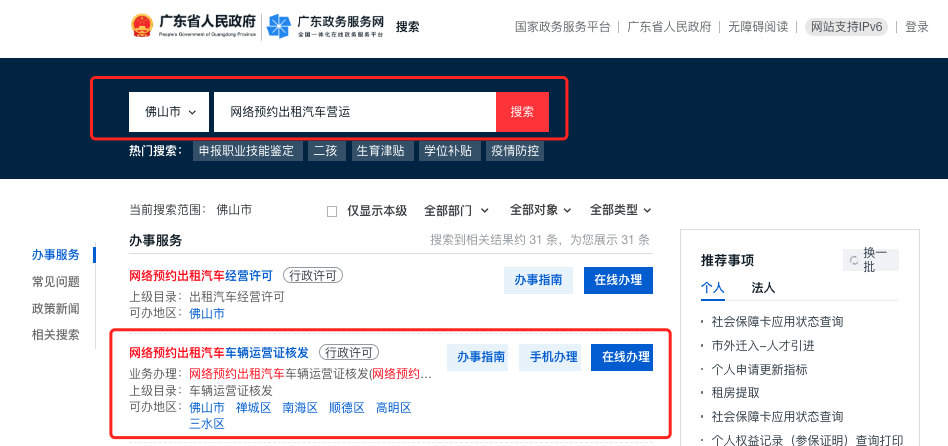 广东省人民政府
People's Government of Guangdong Province
广东政务服务网
全国一体化在线政务服务平台
搜索
国家政务服务平台 | 广东省人民政府 | 无障碍阅读 | 网站支持IPv6 | 登录
佛山市 网络预约出租汽车营运 搜索
热门搜索： 申报职业技能鉴定 二孩 生育津贴 学位补贴 疫情防控
当前搜索范围： 佛山市 仅显示本级 全部部门 全部对象 全部类型
办事服务
常见问题
政策新闻
相关搜索
办事服务 搜索到相关结果约 31 条，为您展示 31 条
网络预约出租汽车经营许可 行政许可 办事指南 在线办理
上级目录：出租汽车经营许可
可办地区：佛山市
网络预约出租汽车车辆运营证核发 行政许可 办事指南 手机办理 在线办理
业务办理：网络预约出租汽车车辆运营证核发(网络预约...
上级目录：车辆运营证核发
可办地区：佛山市 禅城区 南海区 顺德区 高明区
三水区
推荐事项 换一批
个人 法人
· 社会保障卡应用状态查询
· 市外迁入–人才引进
· 个人申请更新指标
· 租房提取
· 社会保障卡应用状态查询
· 个人权益记录（参保证明）查询打印